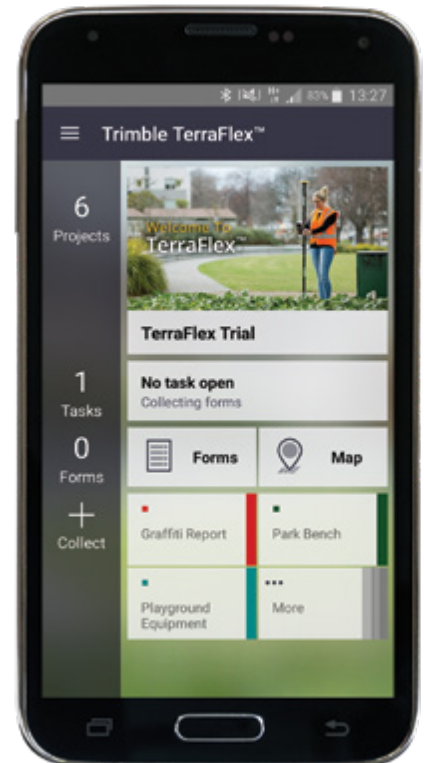 83% 13:27
Trimble TerraFlex™
6
Projects
Welcome To
TerraFlex™
TerraFlex Trial
1
Tasks
No task open
Collecting forms
0
Forms
Forms
Map
+
Collect
Graffiti Report
Park Bench
Playground
Equipment
More